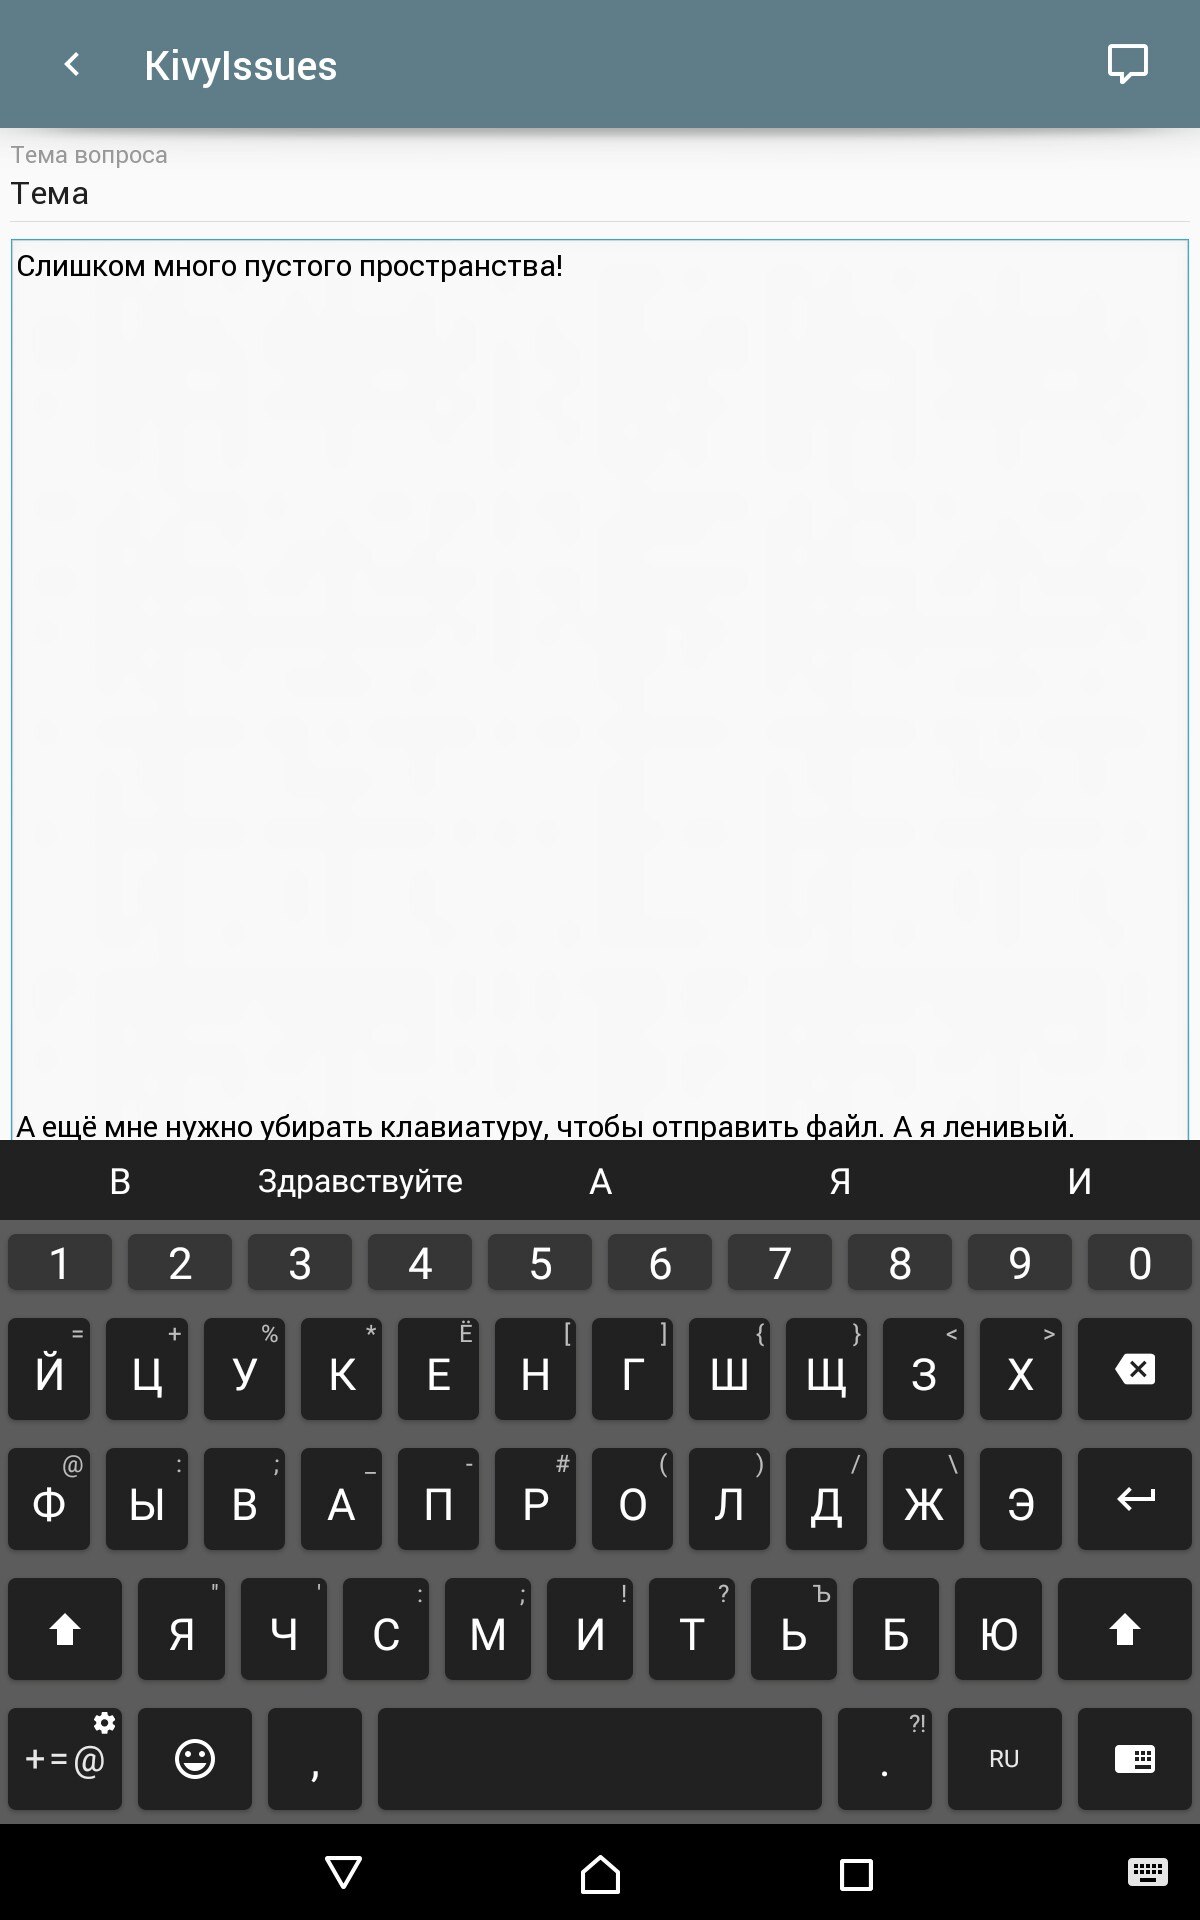 KivyIssues
Тема вопроса
Тема
Слишком много пустого пространства!
А ещё мне нужно убирать клавиатуру, чтобы отправить файл. А я ленивый.
В Здравствуйте А Я И
1 2 3 4 5 6 7 8 9 0
= + % * Ё [ ] { } < >
Й Ц У К Е Н Г Ш Щ З Х
@ : ; _ - # ( ) / \
Ф Ы В А П Р О Л Д Ж Э
" ' : ; ! ? Ъ
Я Ч С М И Т Ь Б Ю
?!
+=@ , . RU